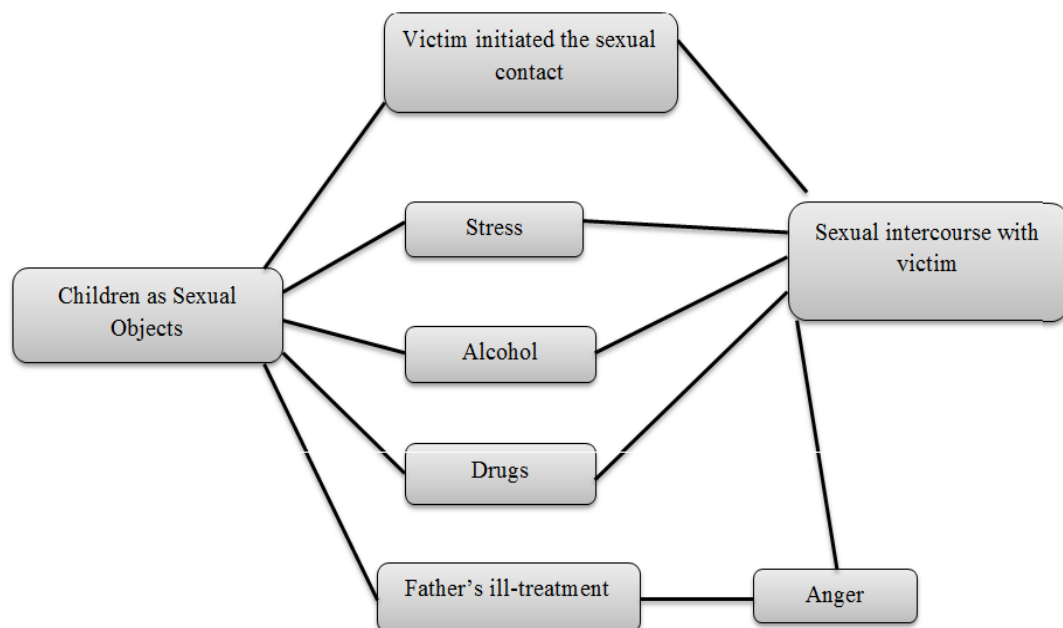 Victim initiated the sexual
contact
Stress
Sexual intercourse with
victim
Children as Sexual
Objects
Alcohol
Drugs
Father’s ill-treatment
Anger